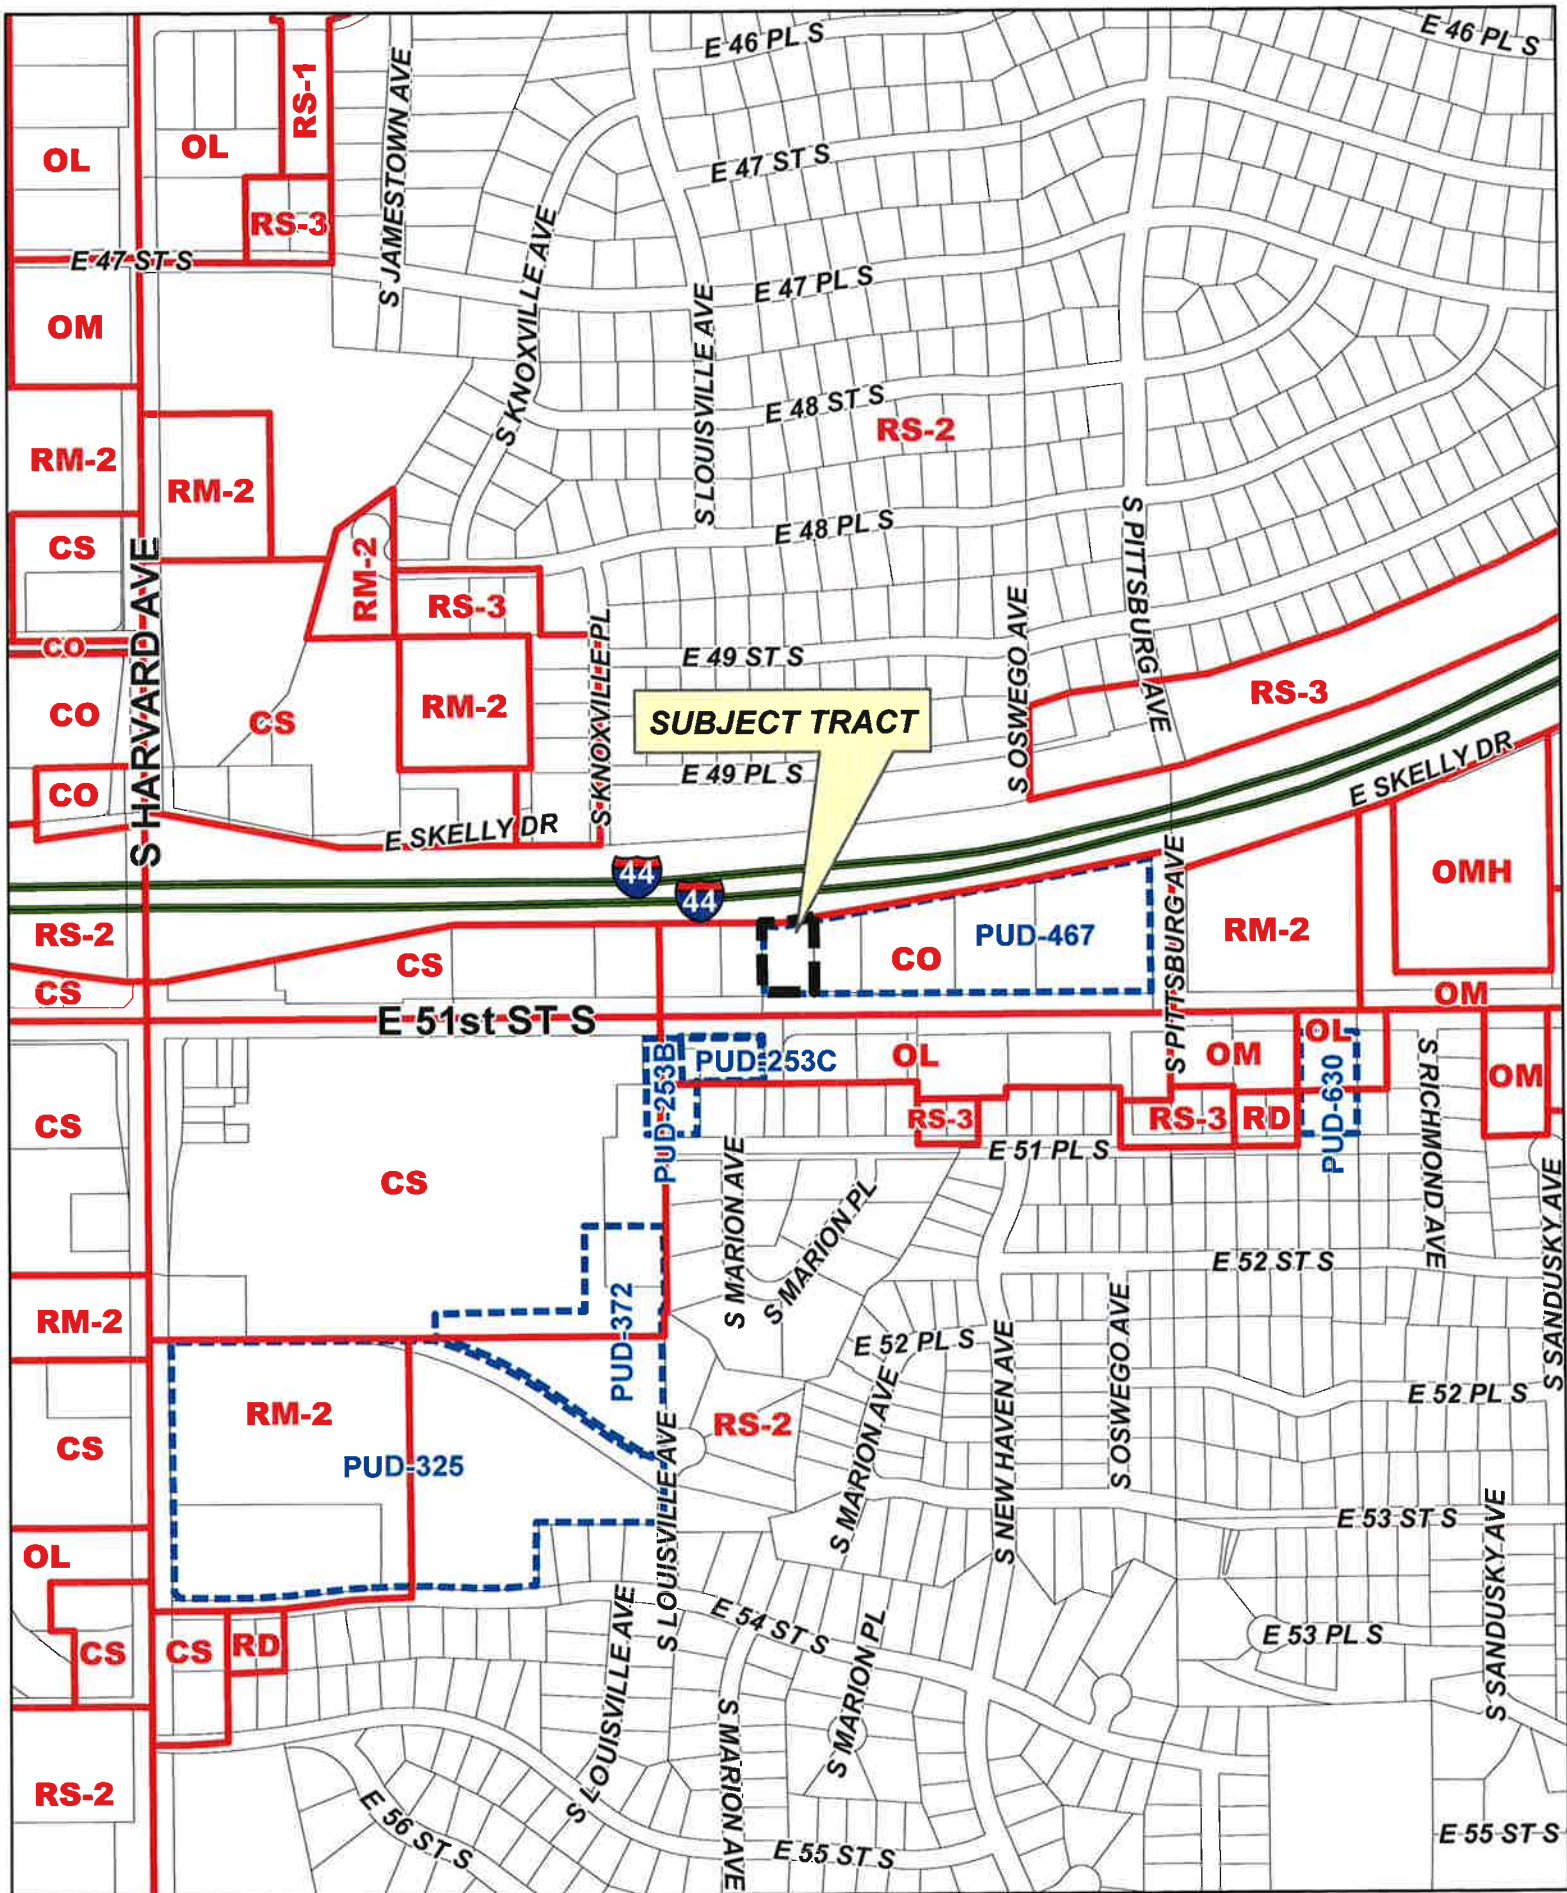 E 46 PL S
E 46 PL S
RS-1
S JAMESTOWN AVE
OL
OL
E 47 ST S
RS-3
E 47 ST S
S KNOXVILLE AVE
E 47 PL S
S LOUISVILLE AVE
OM
E 48 ST S
RS-2
RM-2
RM-2
E 48 PL S
S PITTSBURG AVE
CS
S HARVARD AVE
RM-2
RS-3
S KNOXVILLE PL
S OSWEGO AVE
CO
E 49 ST S
RS-3
CO
CS
RM-2
SUBJECT TRACT
E 49 PL S
E SKELLY DR
CO
E SKELLY DR
44
44
OMH
S PITTSBURG AVE
RS-2
CS
CO
PUD-467
RM-2
CS
OM
E 51st ST S
PUD-253B
PUD-253C
OL
OM
OL
PUD-630
S RICHMOND AVE
OM
CS
RS-3
RS-3
RD
E 51 PL S
CS
S MARION AVE
S MARION PL
E 52 ST S
S SANDUSKY AVE
RM-2
PUD-372
E 52 PL S
S NEW HAVEN AVE
S OSWEGO AVE
E 52 PL S
RM-2
RS-2
S MARION AVE
CS
PUD-325
S LOUISVILLE AVE
E 53 ST S
S SANDUSKY AVE
OL
S LOUISVILLE AVE
E 54 ST S
S MARION PL
E 53 PL S
CS
CS
RD
S MARION AVE
RS-2
E 56 ST S
E 55 ST S
E 55 ST S